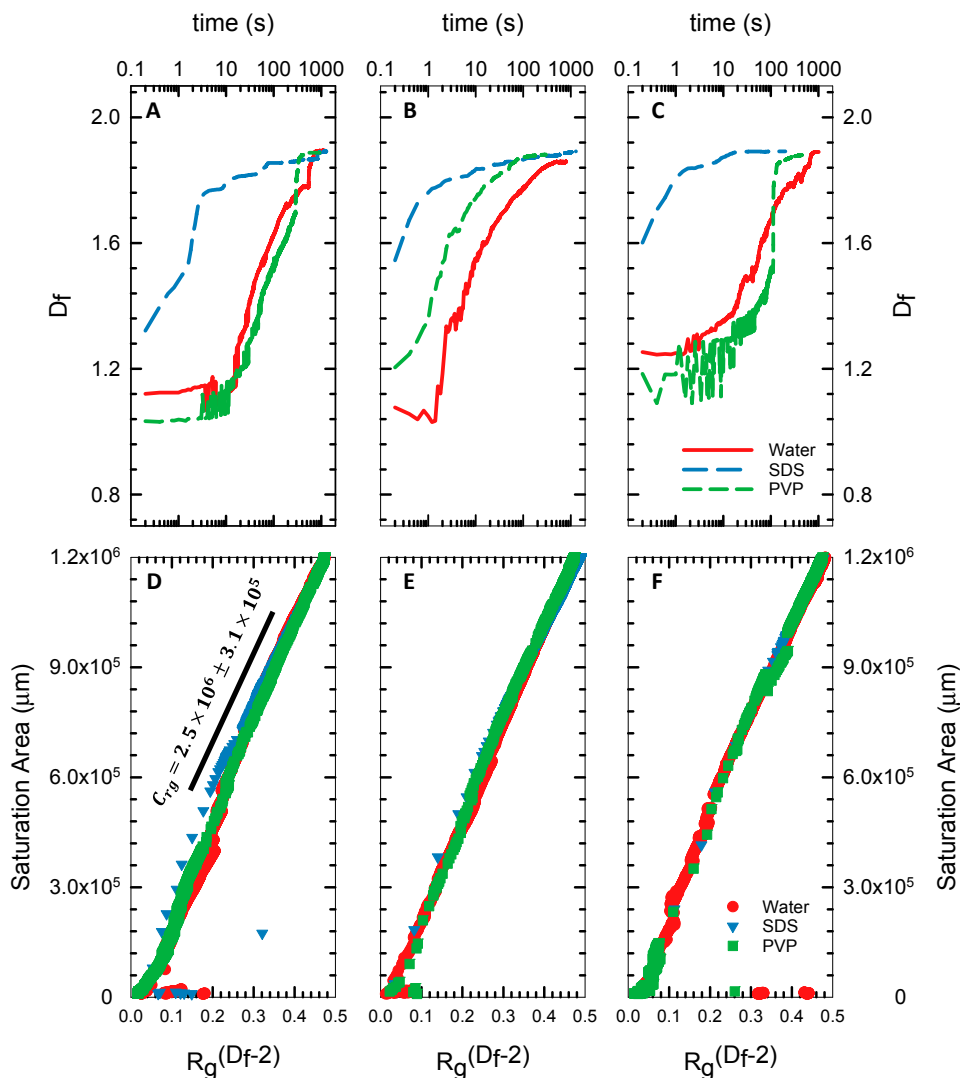 time (s) time (s) time (s)
0.1 1 10 100 1000 0.1 1 10 100 1000 0.1 1 10 100 1000
A B C
2.0 2.0
1.6 1.6
1.2 1.2
0.8 0.8
Df Df
Water
SDS
PVP
D E F
1.2x10⁶ 1.2x10⁶
9.0x10⁵ 9.0x10⁵
6.0x10⁵ 6.0x10⁵
3.0x10⁵ 3.0x10⁵
0 0
Saturation Area (μm) Saturation Area (μm)
C_rg = 2.5 × 10⁶ ± 3.1 × 10⁵
Water
SDS
PVP
0.0 0.1 0.2 0.3 0.4 0.5 0.0 0.1 0.2 0.3 0.4 0.5 0.0 0.1 0.2 0.3 0.4 0.5
Rg(Df-2) Rg(Df-2) Rg(Df-2)